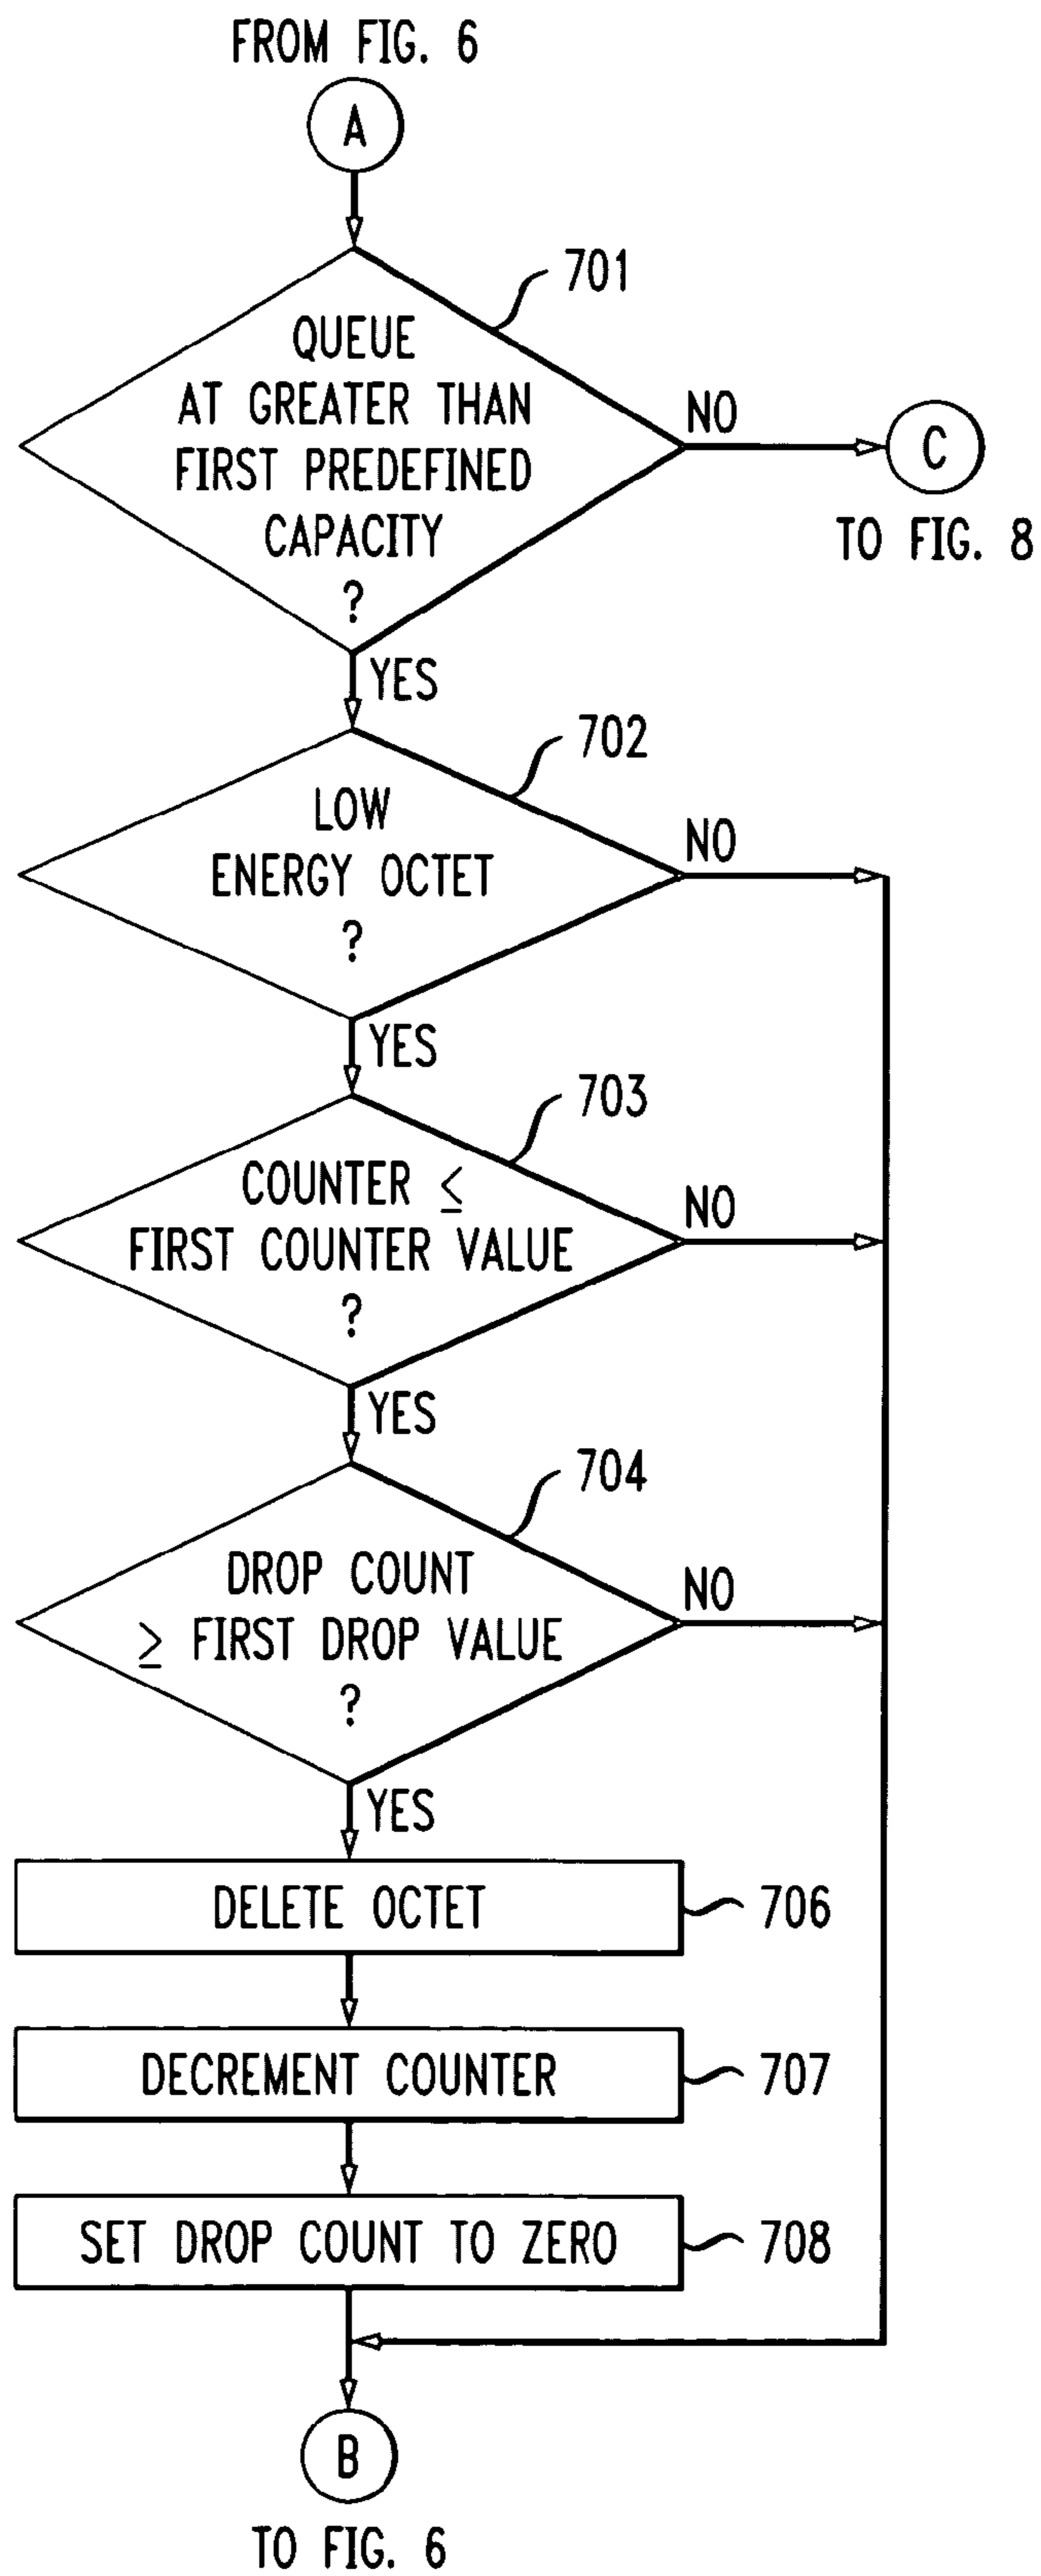 FROM FIG. 6
A
701
QUEUE
AT GREATER THAN
FIRST PREDEFINED
CAPACITY
?
NO
C
TO FIG. 8
YES
702
LOW
ENERGY OCTET
?
NO
YES
703
COUNTER ≤
FIRST COUNTER VALUE
?
NO
YES
704
DROP COUNT
≥ FIRST DROP VALUE
?
NO
YES
DELETE OCTET
706
DECREMENT COUNTER
707
SET DROP COUNT TO ZERO
708
B
TO FIG. 6